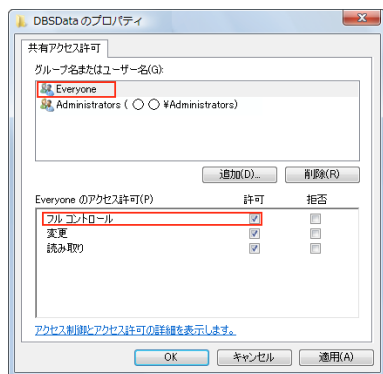 DBSData のプロパティ
共有アクセス許可
グループ名またはユーザー名(G):
Everyone
Administrators ( ○ ○ ¥Administrators)
追加(D)... 削除(R)
Everyone のアクセス許可(P) 許可 拒否
フル コントロール
変更
読み取り
アクセス制御とアクセス許可の詳細を表示します。
OK キャンセル 適用(A)